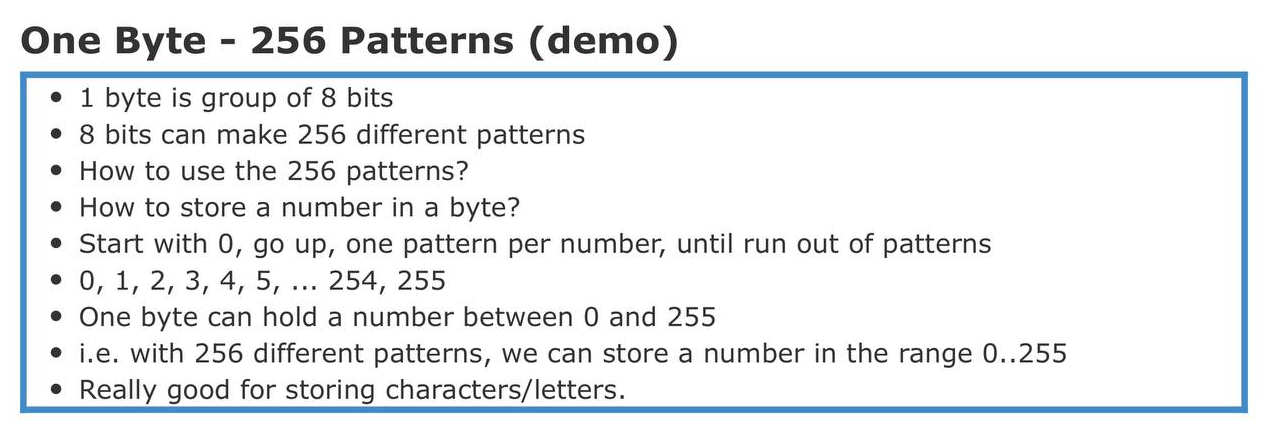 One Byte - 256 Patterns (demo)
• 1 byte is group of 8 bits
• 8 bits can make 256 different patterns
• How to use the 256 patterns?
• How to store a number in a byte?
• Start with 0, go up, one pattern per number, until run out of patterns
• 0, 1, 2, 3, 4, 5, ... 254, 255
• One byte can hold a number between 0 and 255
• i.e. with 256 different patterns, we can store a number in the range 0..255
• Really good for storing characters/letters.